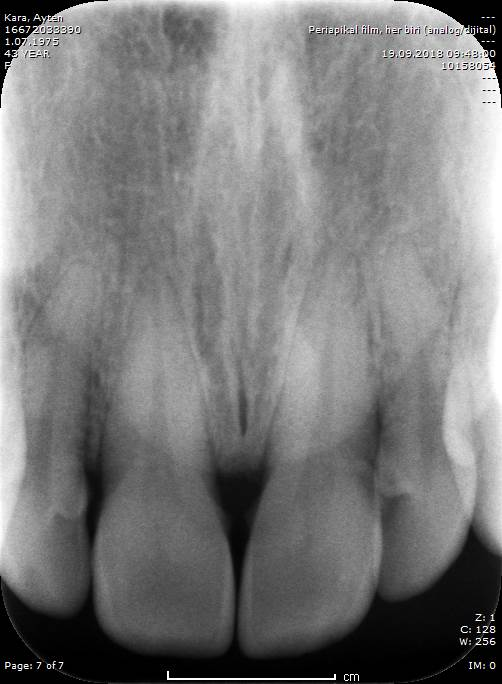 Kara, Ayten
16672033390
1.07.1975
43 YEAR
F
---
Periapikal film, her biri (analog/dijital)
---
19.09.2018 09:48:00
10158054
---
---
---
Z: 1
C: 128
W: 256
Page: 7 of 7
cm
IM: 0